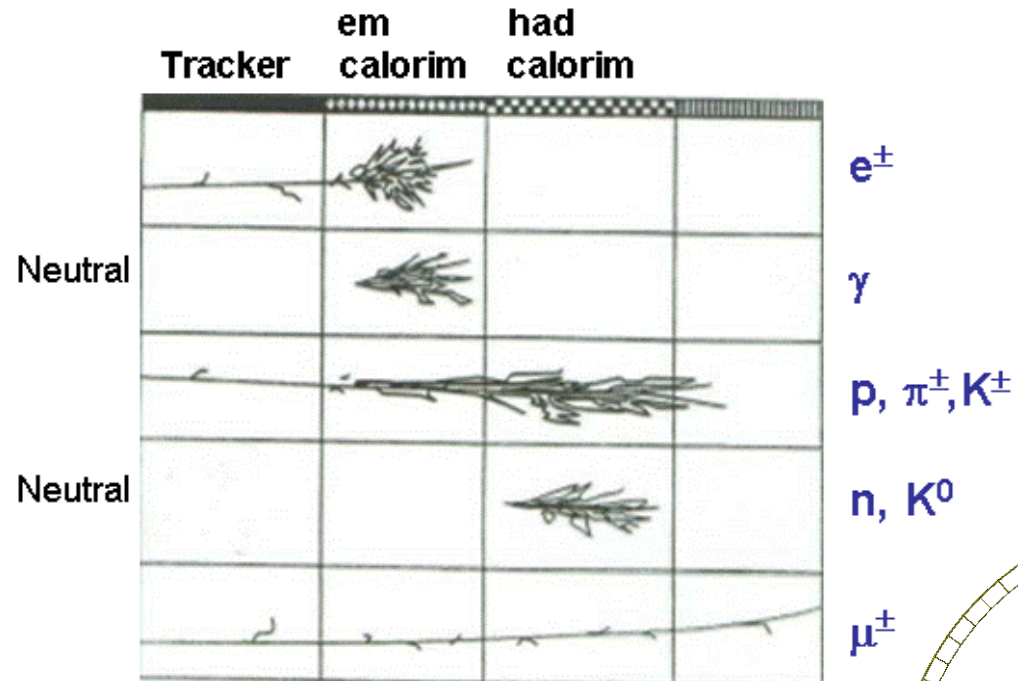 em had
Tracker calorim calorim
e±
Neutral γ
p, π±,K±
Neutral n, K⁰
μ±